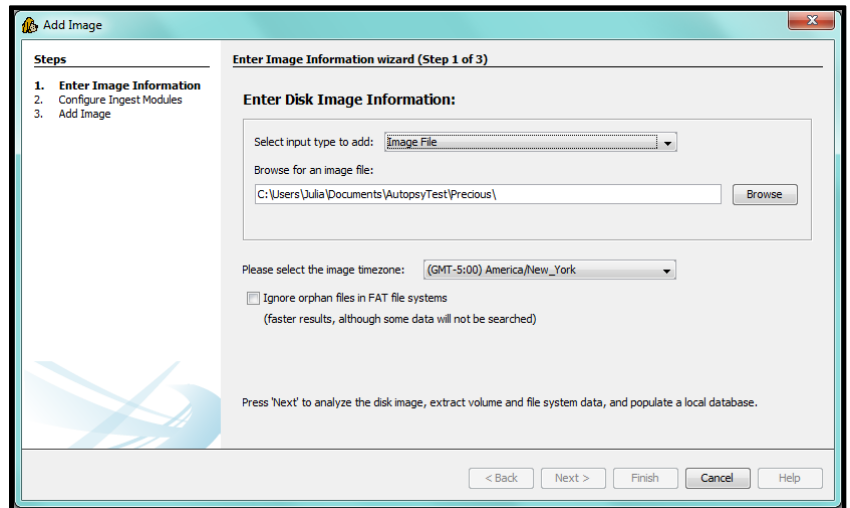 Add Image
Steps
1. Enter Image Information
2. Configure Ingest Modules
3. Add Image
Enter Image Information wizard (Step 1 of 3)
Enter Disk Image Information:
Select input type to add: Image File
Browse for an image file:
C:\Users\Julia\Documents\AutopsyTest\Precious\ Browse
Please select the image timezone: (GMT-5:00) America/New_York
Ignore orphan files in FAT file systems
(faster results, although some data will not be searched)
Press 'Next' to analyze the disk image, extract volume and file system data, and populate a local database.
< Back Next > Finish Cancel Help